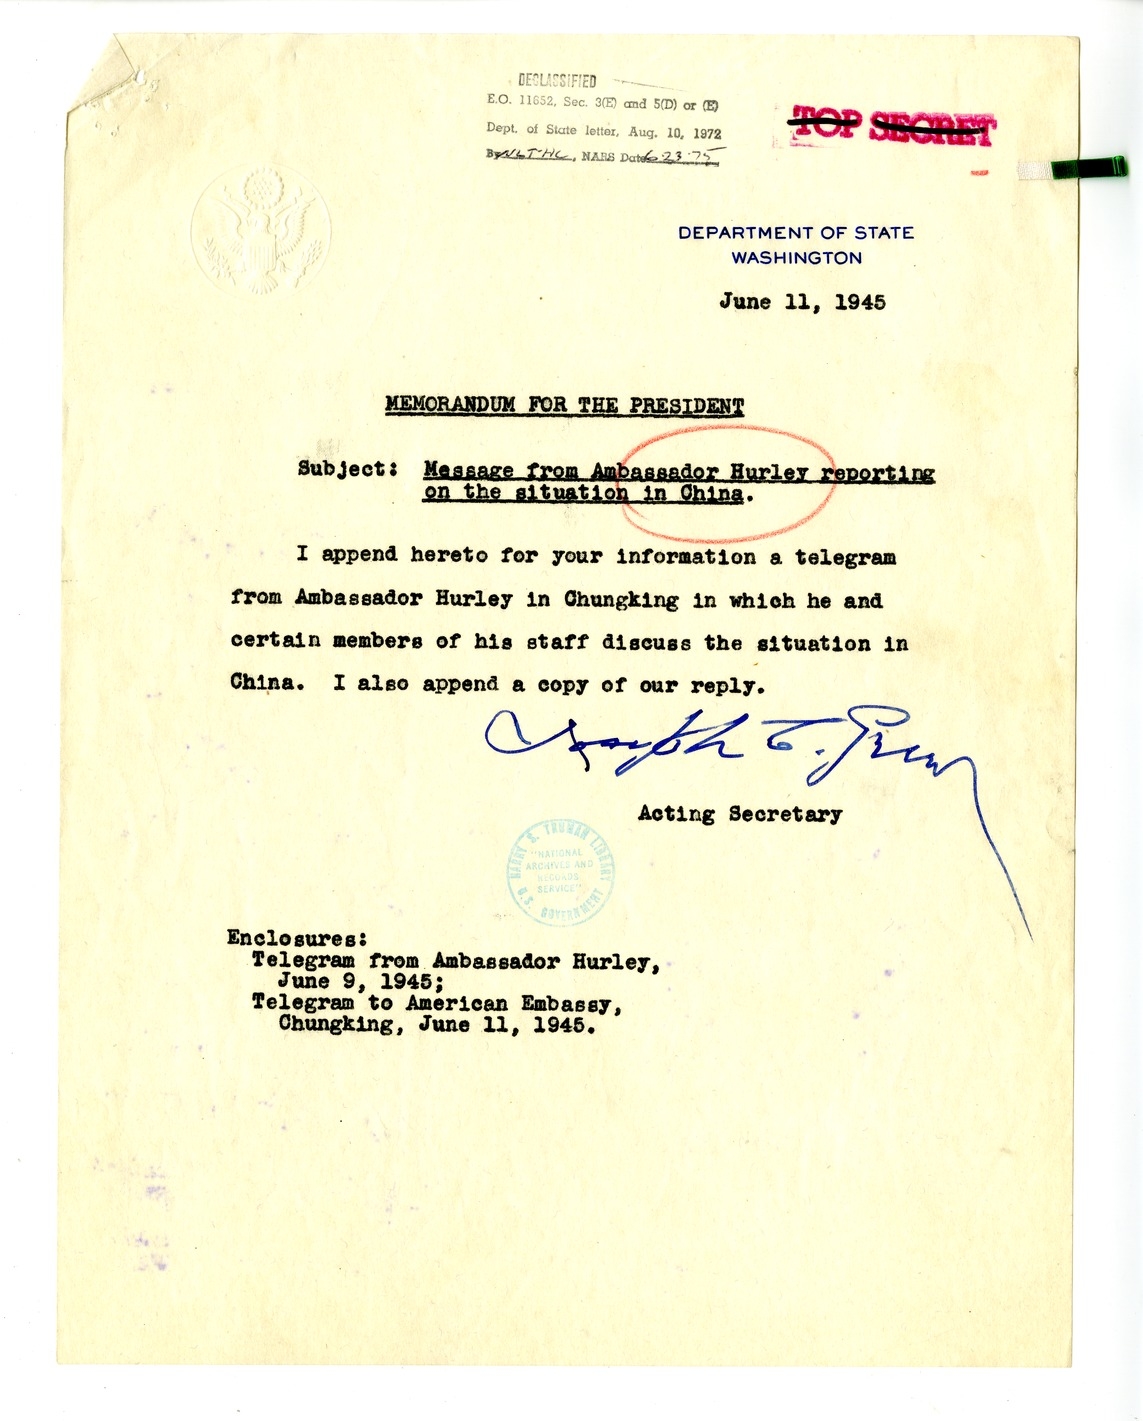 DECLASSIFIED
E.O. 11652, Sec. 3(E) and 5(D) or (E)
Dept. of State letter, Aug. 10, 1972
By NLT-HC, NARS Date 6-23-75
TOP SECRET
DEPARTMENT OF STATE
WASHINGTON
June 11, 1945
MEMORANDUM FOR THE PRESIDENT
Subject: Message from Ambassador Hurley reporting
on the situation in China.
I append hereto for your information a telegram
from Ambassador Hurley in Chungking in which he and
certain members of his staff discuss the situation in
China. I also append a copy of our reply.
Joseph C. Grew
Acting Secretary
HARRY S. TRUMAN LIBRARY
"NATIONAL
ARCHIVES AND
RECORDS
SERVICE"
U.S. GOVERNMENT
Enclosures:
Telegram from Ambassador Hurley,
June 9, 1945;
Telegram to American Embassy,
Chungking, June 11, 1945.